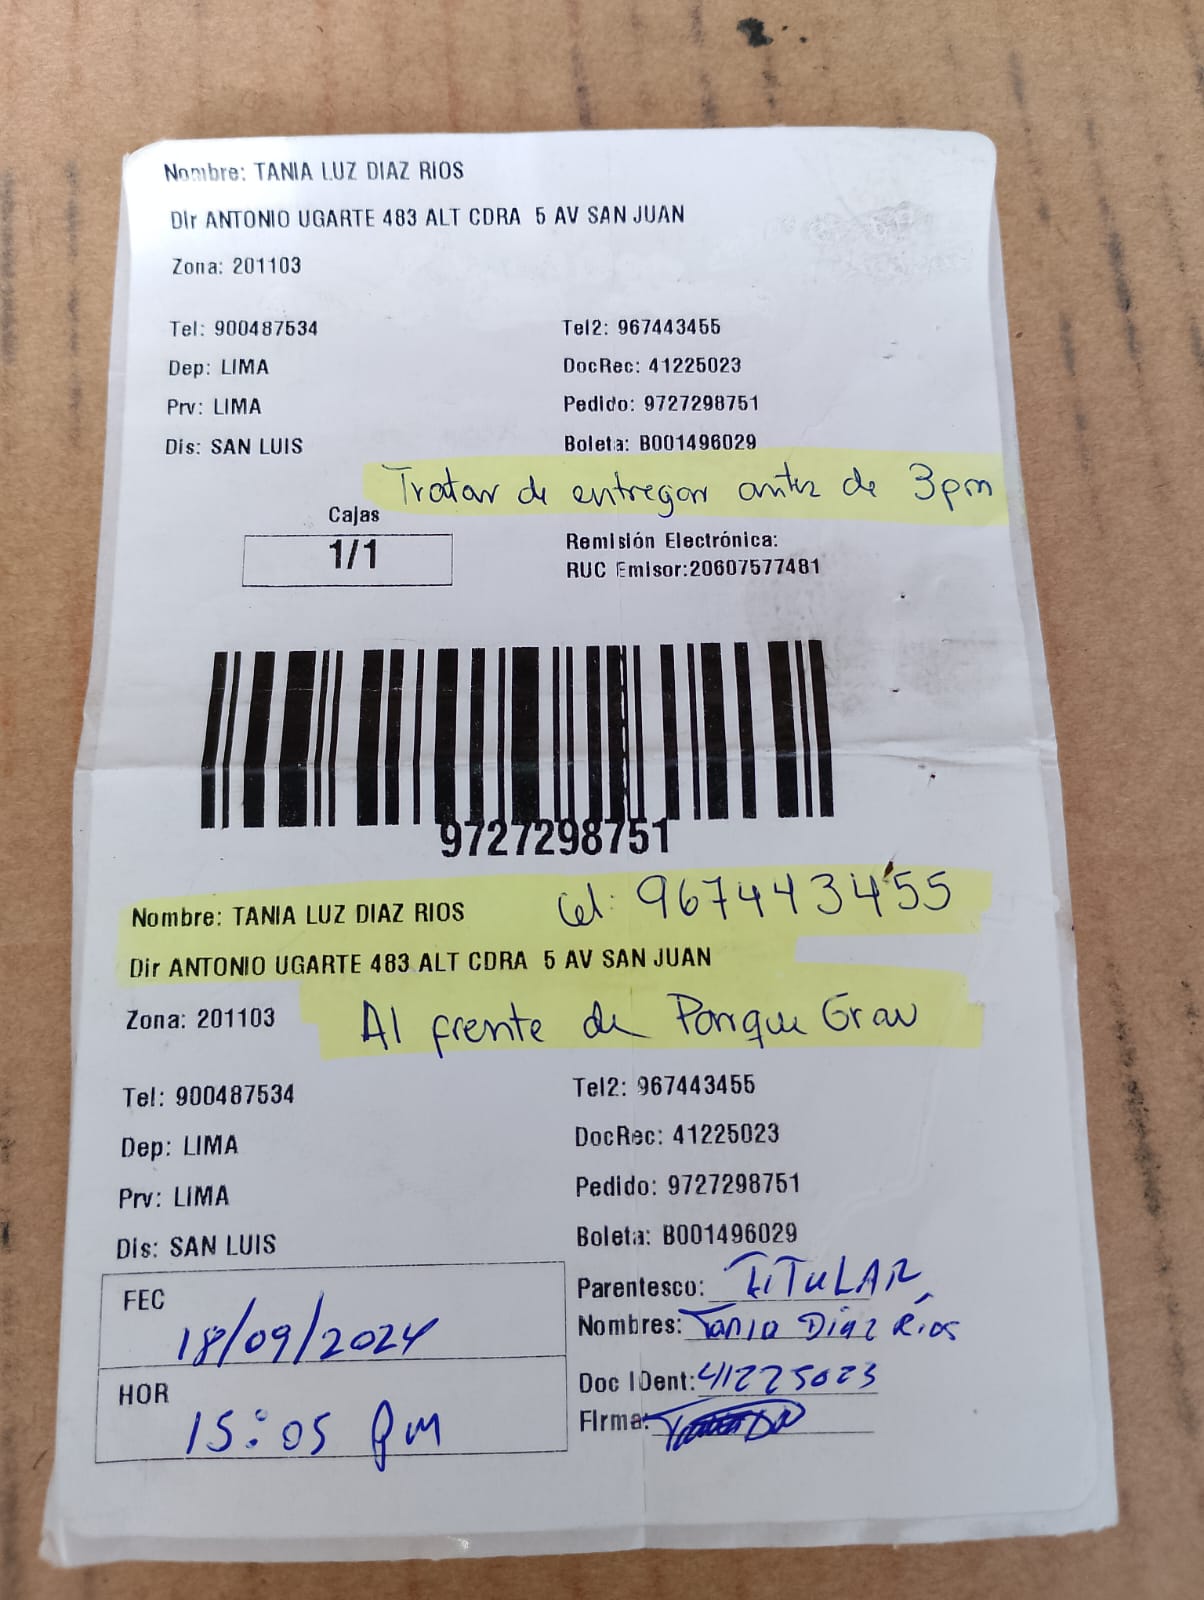 Nombre: TANIA LUZ DIAZ RIOS
Dir ANTONIO UGARTE 483 ALT CDRA 5 AV SAN JUAN
Zona: 201103
Tel: 900487534 Tel2: 967443455
Dep: LIMA DocRec: 41225023
Prv: LIMA Pedido: 9727298751
Dis: SAN LUIS Boleta: B001496029
Tratar de entregar antes de 3pm
Cajas
1/1
Remisión Electrónica:
RUC Emisor:20607577481
9727298751
Nombre: TANIA LUZ DIAZ RIOS Cel: 967443455
Dir ANTONIO UGARTE 483 ALT CDRA 5 AV SAN JUAN
Zona: 201103 Al frente de Parque Grau
Tel: 900487534 Tel2: 967443455
Dep: LIMA DocRec: 41225023
Prv: LIMA Pedido: 9727298751
Dis: SAN LUIS Boleta: B001496029
FEC 18/09/2024
HOR 15:05 pm
Parentesco: TITULAR
Nombres: Tania Díaz Ríos
Doc IDent: 41225023
Firma: